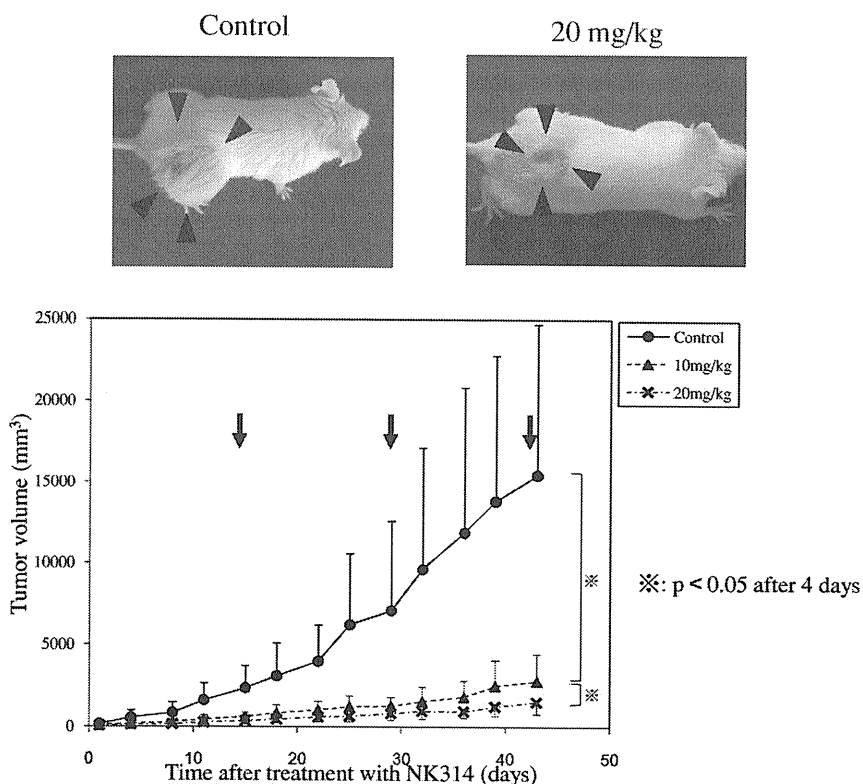 Control
20 mg/kg
25000
20000
15000
10000
5000
0
Tumor volume (mm³)
0
10
20
30
40
50
Time after treatment with NK314 (days)
Control
10mg/kg
20mg/kg
※
※
※: p < 0.05 after 4 days